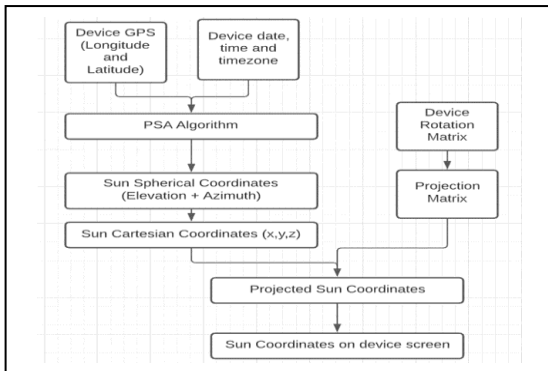 Device GPS
(Longitude
and
Latitude)
Device date,
time and
timezone
PSA Algorithm
Device
Rotation
Matrix
Sun Spherical Coordinates
(Elevation + Azimuth)
Projection
Matrix
Sun Cartesian Coordinates (x,y,z)
Projected Sun Coordinates
Sun Coordinates on device screen